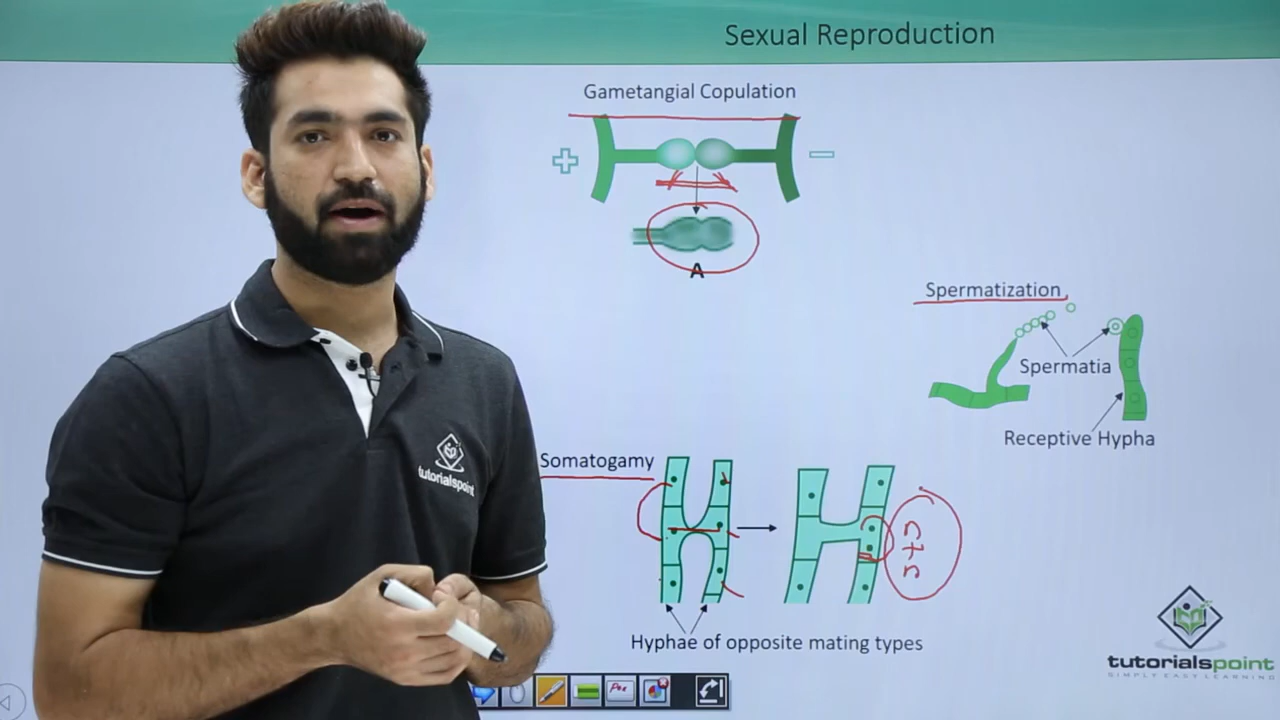 Sexual Reproduction
Gametangial Copulation
A
Spermatization
Spermatia
Receptive Hypha
Somatogamy
n+n
Hyphae of opposite mating types
tutorialspoint
tutorialspoint
SIMPLY EASY LEARNING
Pen